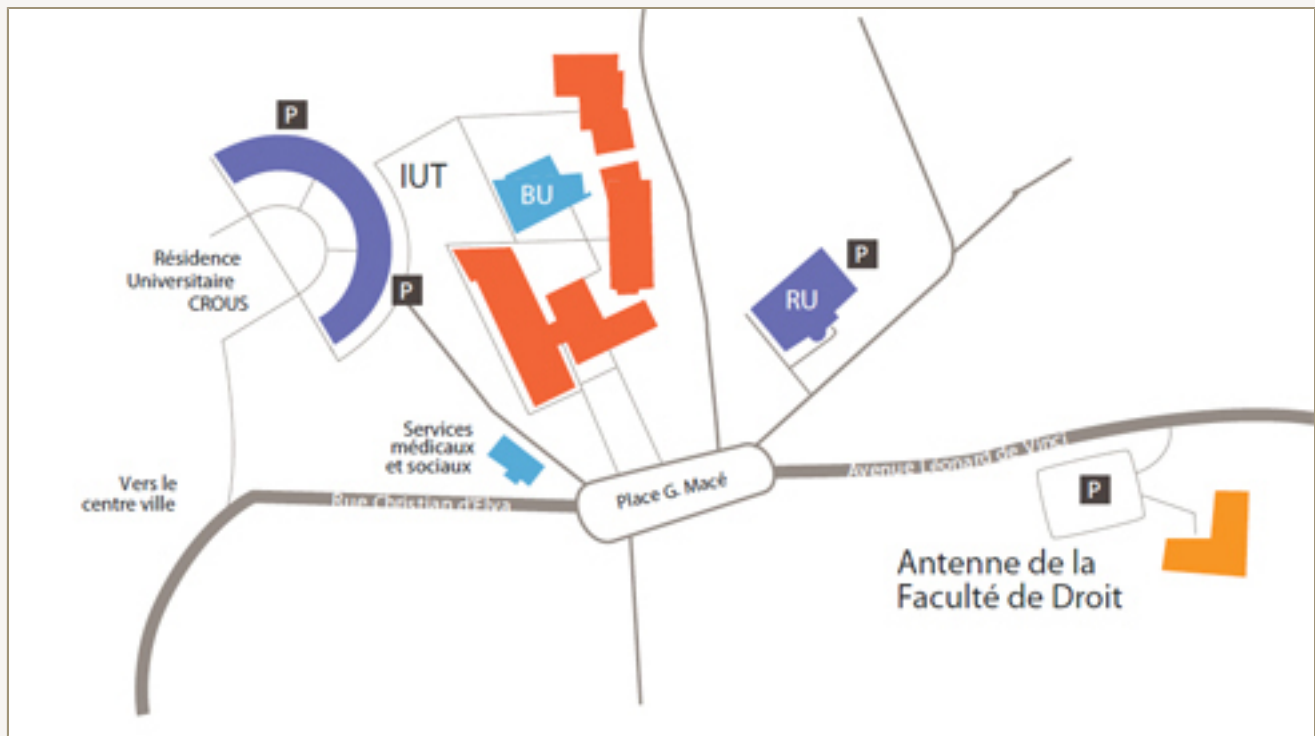 P
IUT
BU
Résidence
Universitaire
CROUS
P
P
RU
Services
médicaux
et sociaux
Vers le
centre ville
Rue Christian d'Elva
Place G. Macé
Avenue Léonard de Vinci
P
Antenne de la
Faculté de Droit